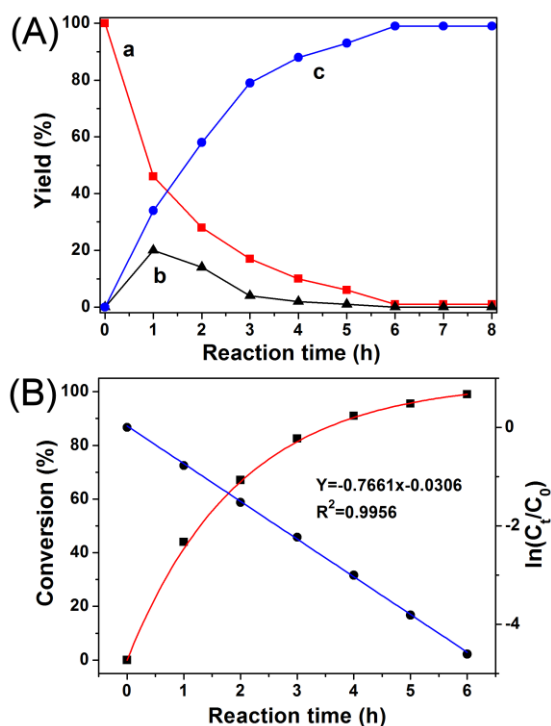 (A)
a
c
b
100
80
60
40
20
0
Yield (%)
0 1 2 3 4 5 6 7 8
Reaction time (h)
(B)
100
80
60
40
20
0
Conversion (%)
Y=-0.7661x-0.0306
R²=0.9956
0
-2
-4
ln(Cₜ/C₀)
0 1 2 3 4 5 6
Reaction time (h)